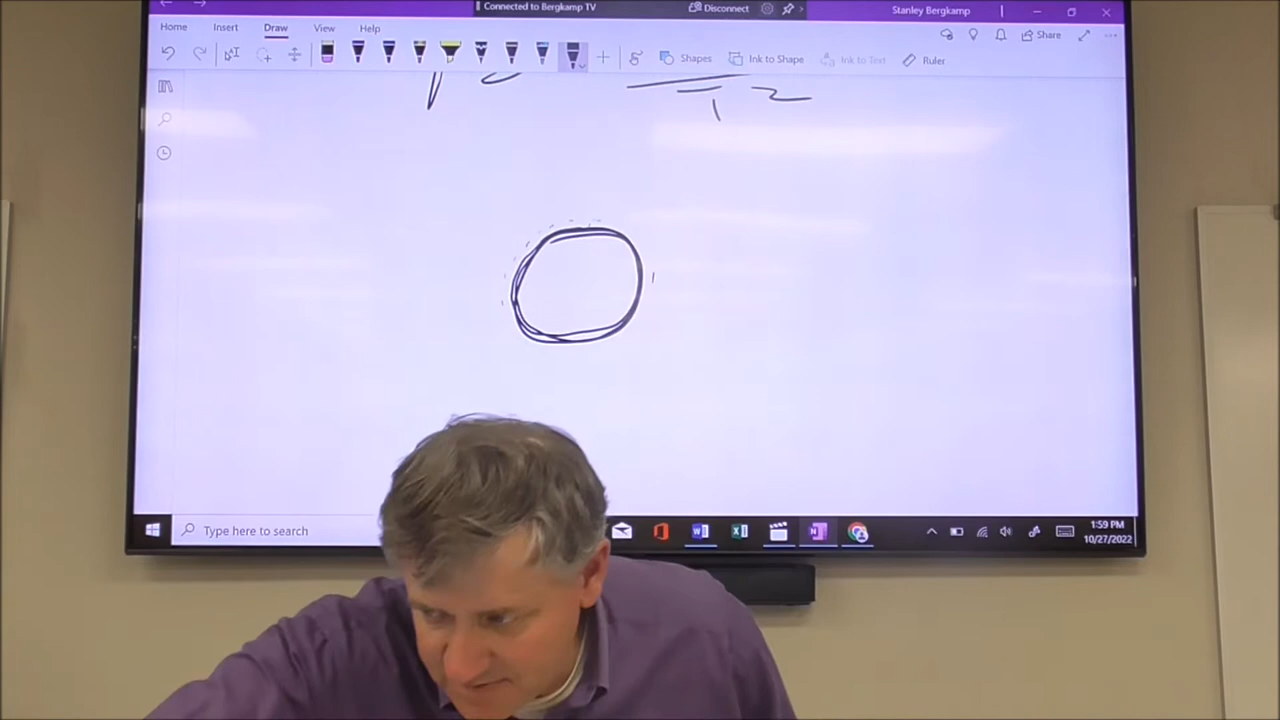 Connected to Bergkamp TV Disconnect
Stanley Bergkamp
Home Insert Draw View Help
Share
Shapes Ink to Shape Ink to Text Ruler
Type here to search
1:59 PM
10/27/2022